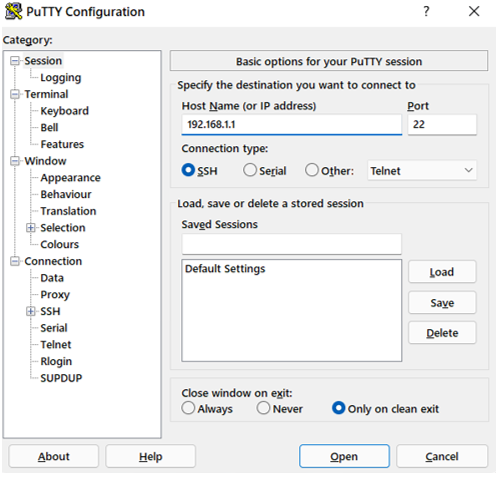 PuTTY Configuration
? ×
Category:
Session
Logging
Terminal
Keyboard
Bell
Features
Window
Appearance
Behaviour
Translation
Selection
Colours
Connection
Data
Proxy
SSH
Serial
Telnet
Rlogin
SUPDUP
Basic options for your PuTTY session
Specify the destination you want to connect to
Host Name (or IP address) Port
192.168.1.1 22
Connection type:
SSH Serial Other: Telnet
Load, save or delete a stored session
Saved Sessions
Default Settings
Load
Save
Delete
Close window on exit:
Always Never Only on clean exit
About Help Open Cancel